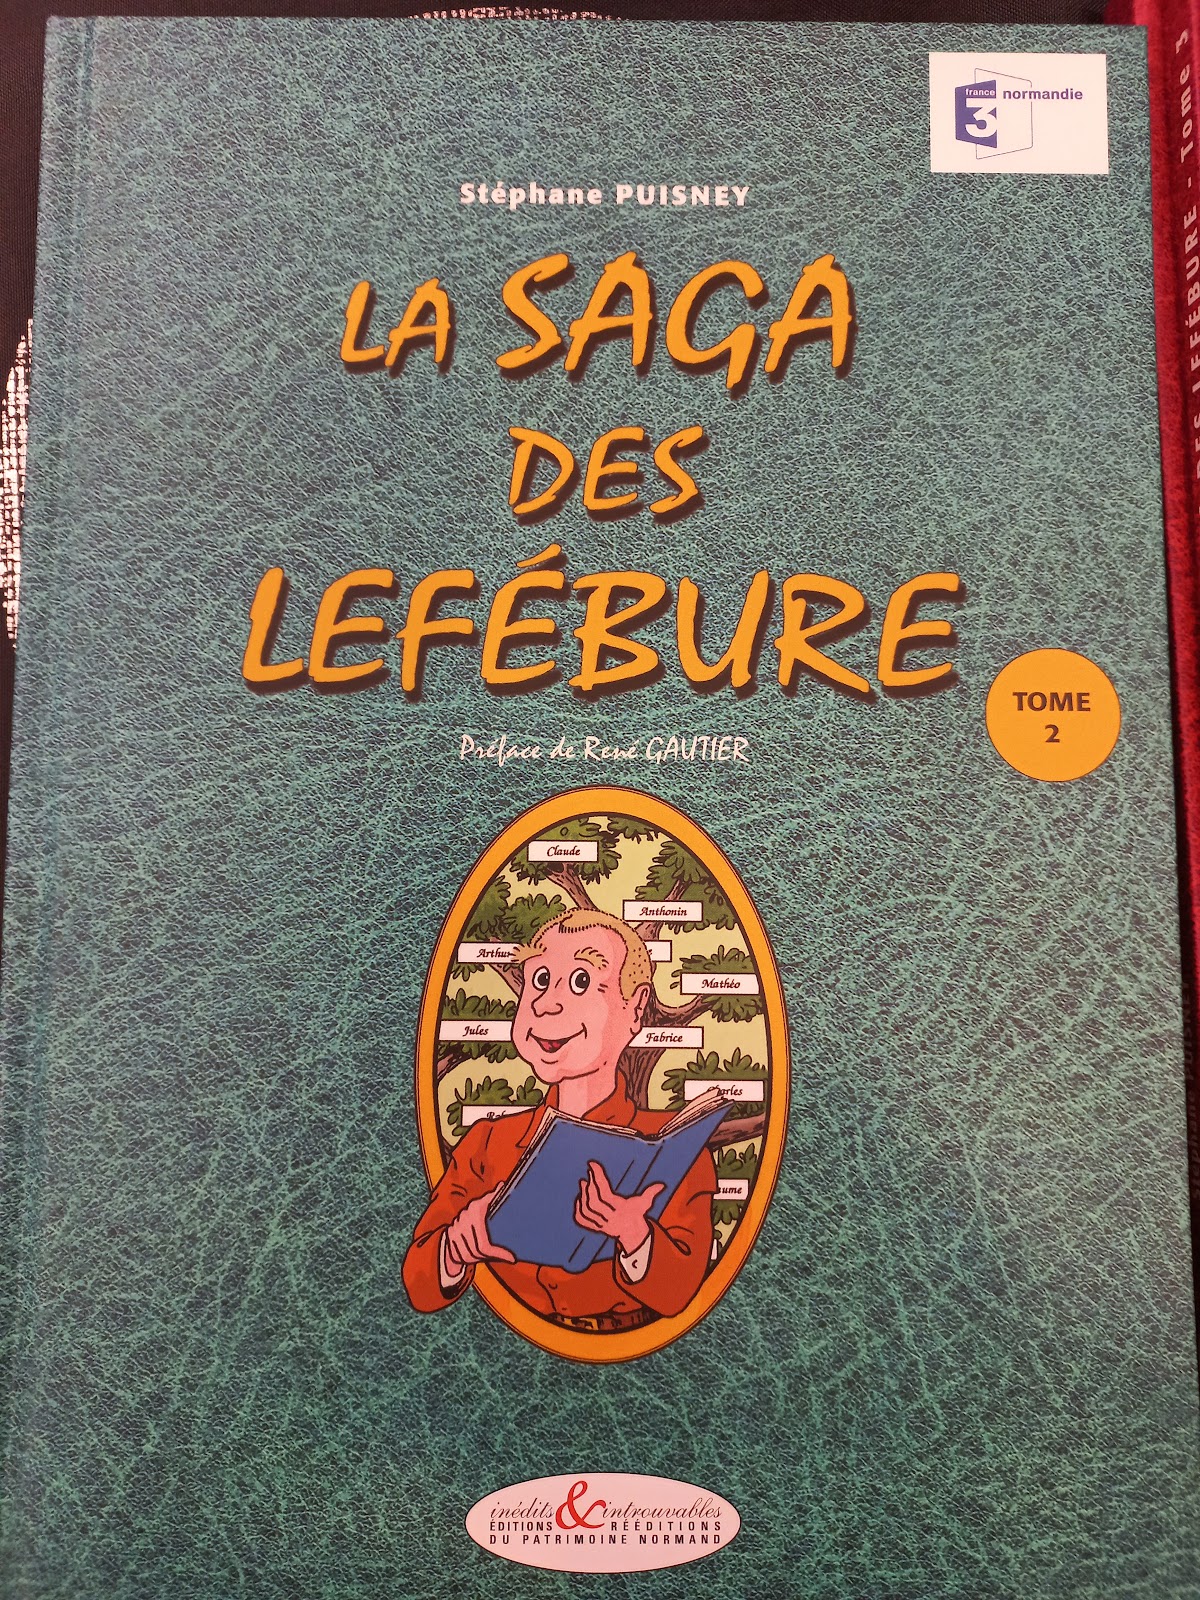 france
3
normandie
Stéphane PUISNEY
LA SAGA
DES
LEFÉBURE
TOME
2
Préface de René GAUTIER
Claude
Anthonin
Mathéo
Jules
Fabrice
inédits & introuvables
ÉDITIONS RÉÉDITIONS
DU PATRIMOINE NORMAND
LEFÉBURE - Tome 3